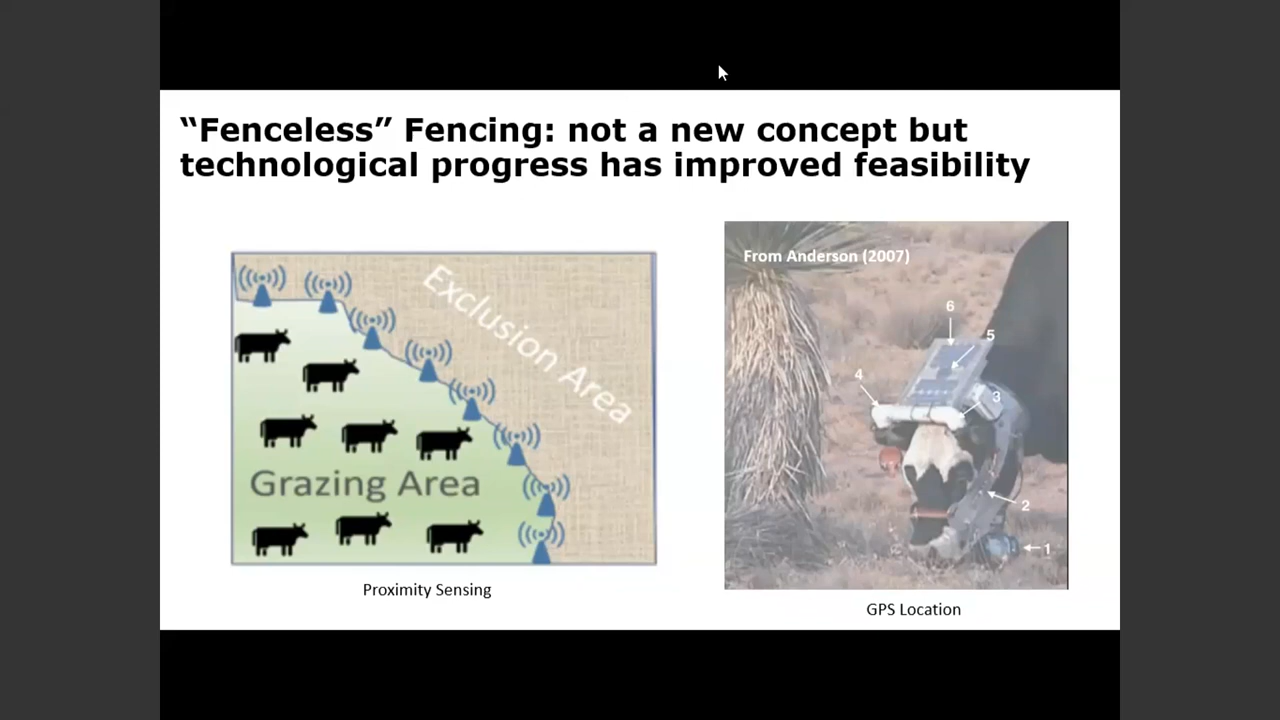 “Fenceless” Fencing: not a new concept but
technological progress has improved feasibility
Exclusion Area
Grazing Area
Proximity Sensing
From Anderson (2007)
6
5
4
3
2
1
GPS Location